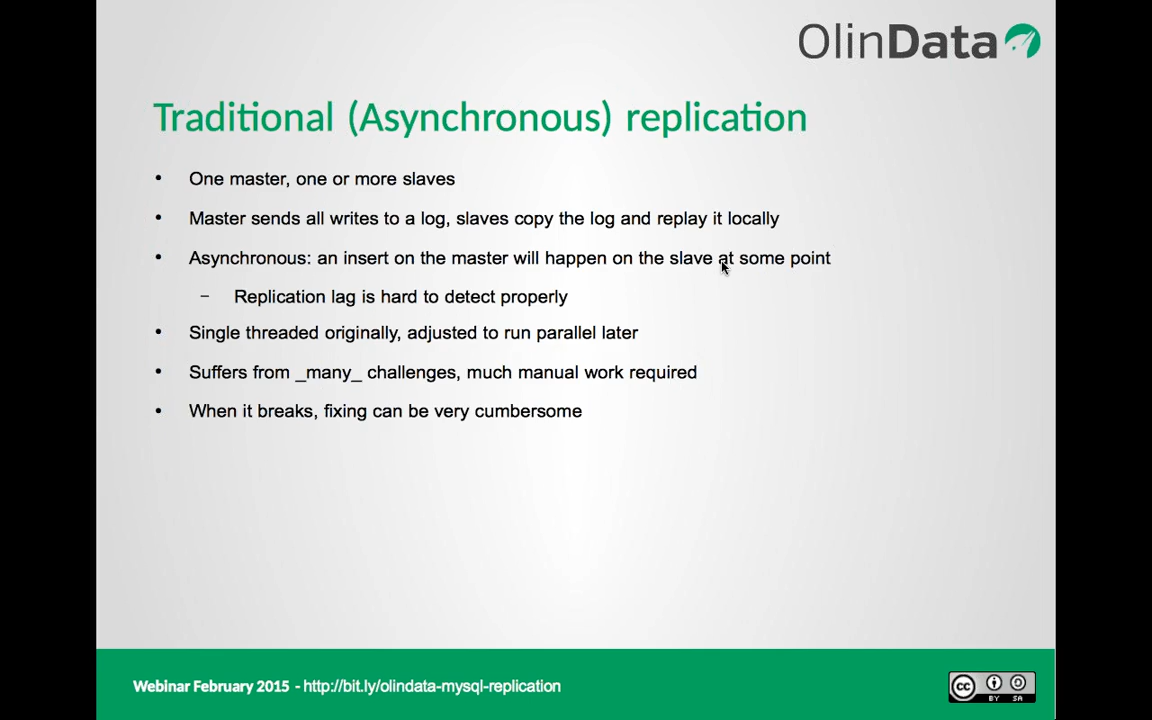 OlinData
Traditional (Asynchronous) replication
• One master, one or more slaves
• Master sends all writes to a log, slaves copy the log and replay it locally
• Asynchronous: an insert on the master will happen on the slave at some point
– Replication lag is hard to detect properly
• Single threaded originally, adjusted to run parallel later
• Suffers from _many_ challenges, much manual work required
• When it breaks, fixing can be very cumbersome
Webinar February 2015 - http://bit.ly/olindata-mysql-replication
cc BY SA